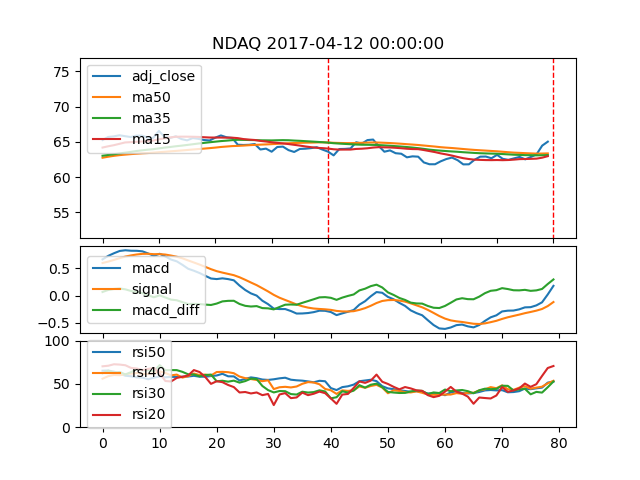 NDAQ 2017-04-12 00:00:00
75
70
65
60
55
adj_close
ma50
ma35
ma15
0.5
0.0
−0.5
macd
signal
macd_diff
100
50
0
rsi50
rsi40
rsi30
rsi20
0 10 20 30 40 50 60 70 80